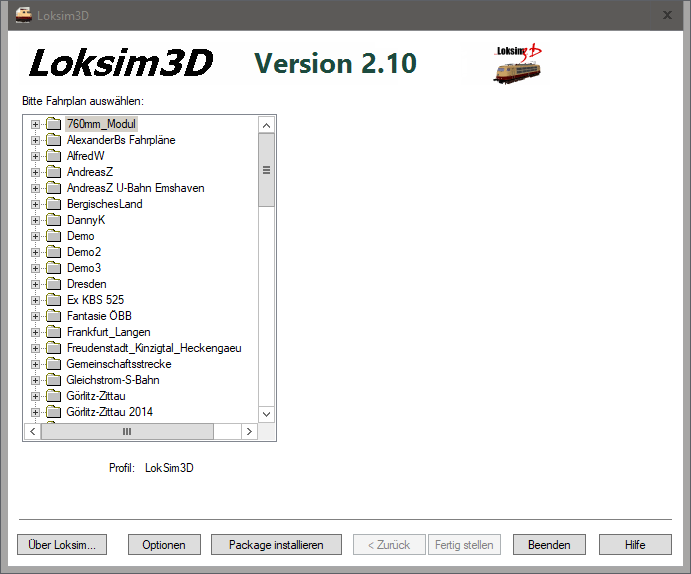 Loksim3D
Loksim3D
Version 2.10
Loksim3D
Bitte Fahrplan auswählen:
760mm_Modul
AlexanderBs Fahrpläne
AlfredW
AndreasZ
AndreasZ U-Bahn Emshaven
BergischesLand
DannyK
Demo
Demo2
Demo3
Dresden
Ex KBS 525
Fantasie ÖBB
Frankfurt_Langen
Freudenstadt_Kinzigtal_Heckengaeu
Gemeinschaftsstrecke
Gleichstrom-S-Bahn
Görlitz-Zittau
Görlitz-Zittau 2014
Profil: LokSim3D
Über Loksim... Optionen Package installieren < Zurück Fertig stellen Beenden Hilfe